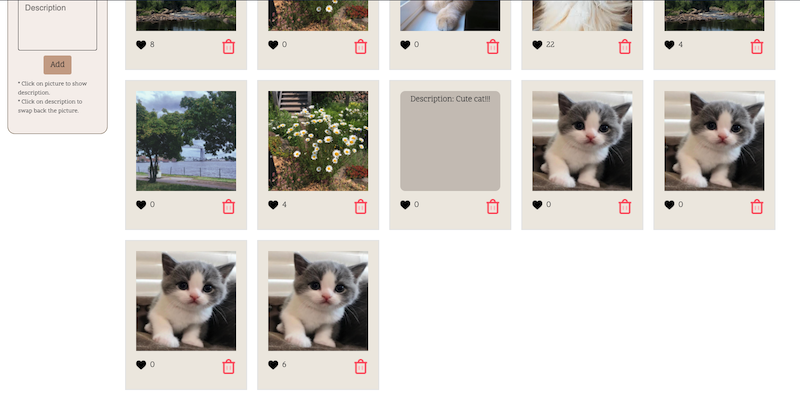 Description
Add
* Click on picture to show
description.
* Click on description to
swap back the picture.
8
0
0
22
4
Description: Cute cat!!!
0
4
0
0
0
0
6